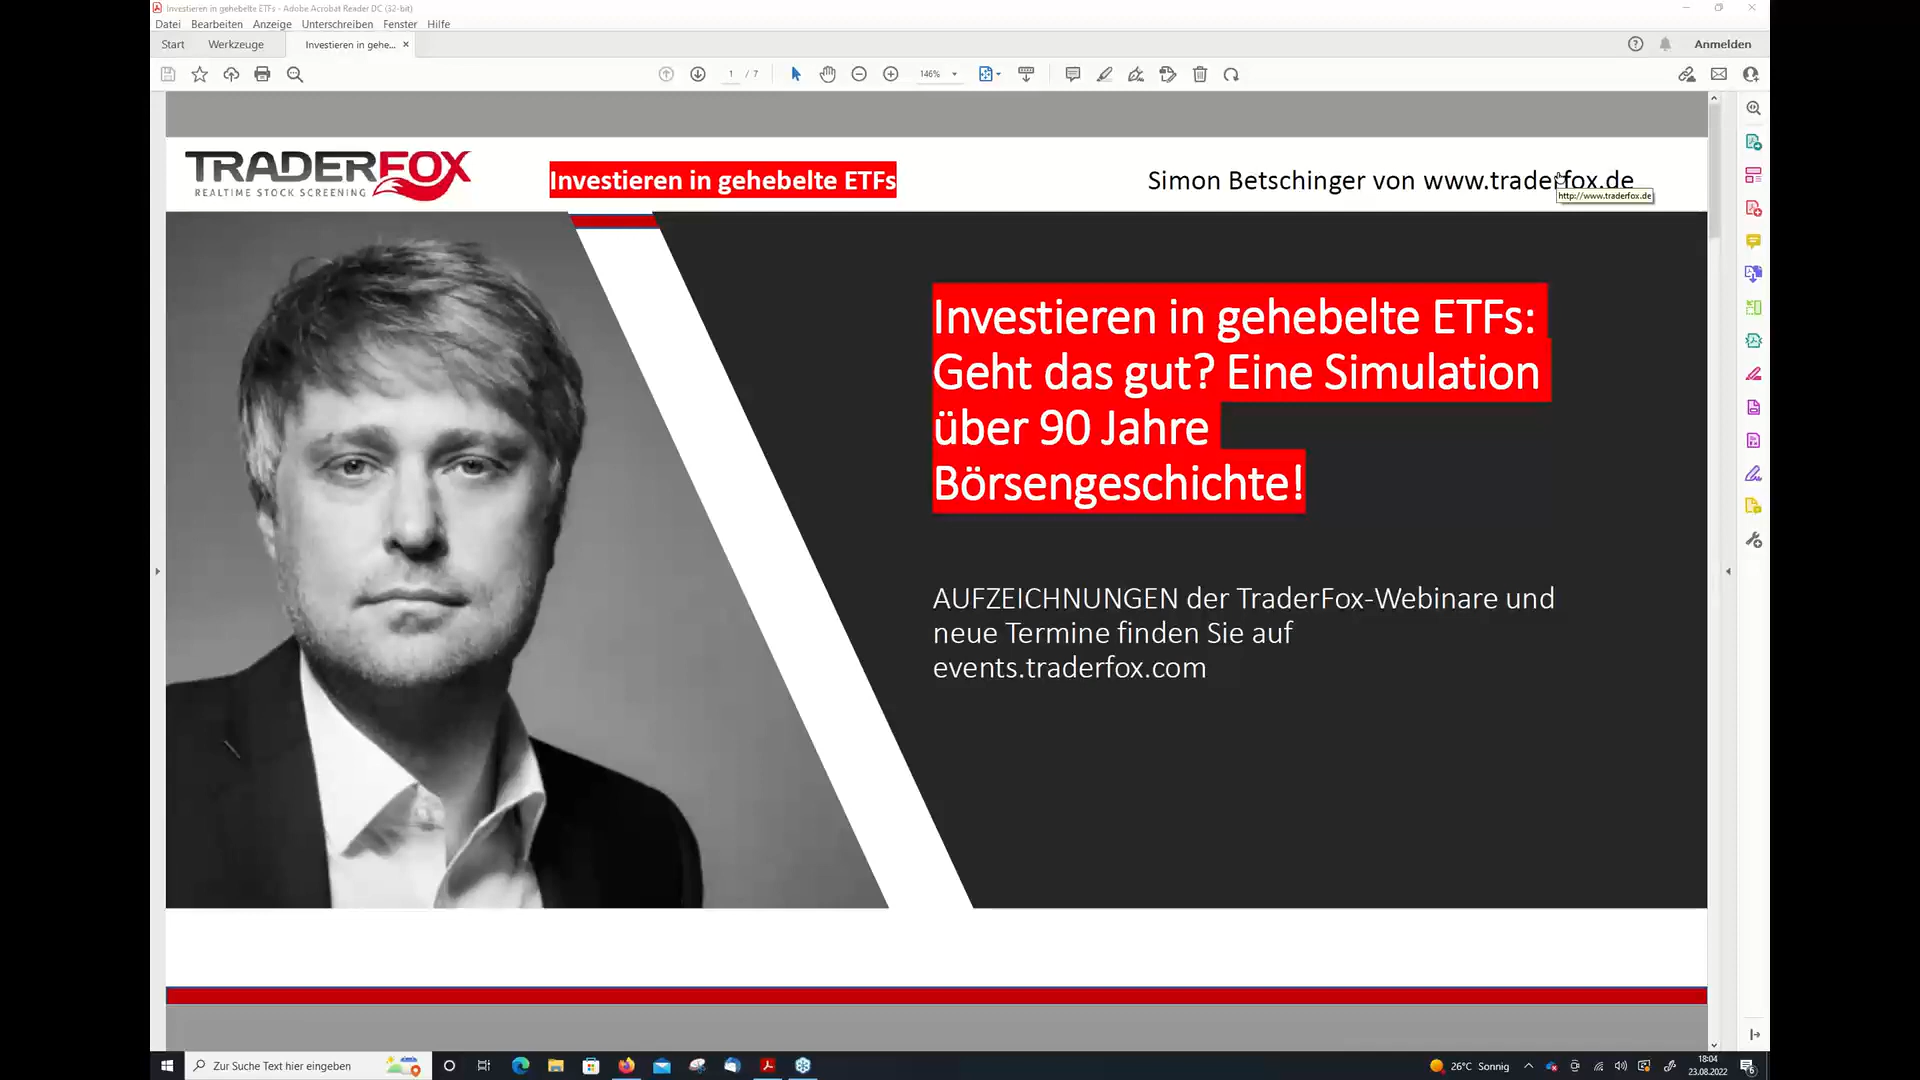 Investieren in gehebelte ETFs - Adobe Acrobat Reader DC (32-bit)
Datei Bearbeiten Anzeige Unterschreiben Fenster Hilfe
Start Werkzeuge Investieren in gehe... × Anmelden
1 / 7 146%
TRADERFOX
REALTIME STOCK SCREENING
Investieren in gehebelte ETFs
Simon Betschinger von www.traderfox.de
http://www.traderfox.de
Investieren in gehebelte ETFs:
Geht das gut? Eine Simulation
über 90 Jahre
Börsengeschichte!
AUFZEICHNUNGEN der TraderFox-Webinare und
neue Termine finden Sie auf
events.traderfox.com
Zur Suche Text hier eingeben
26°C Sonnig
18:04
23.08.2022